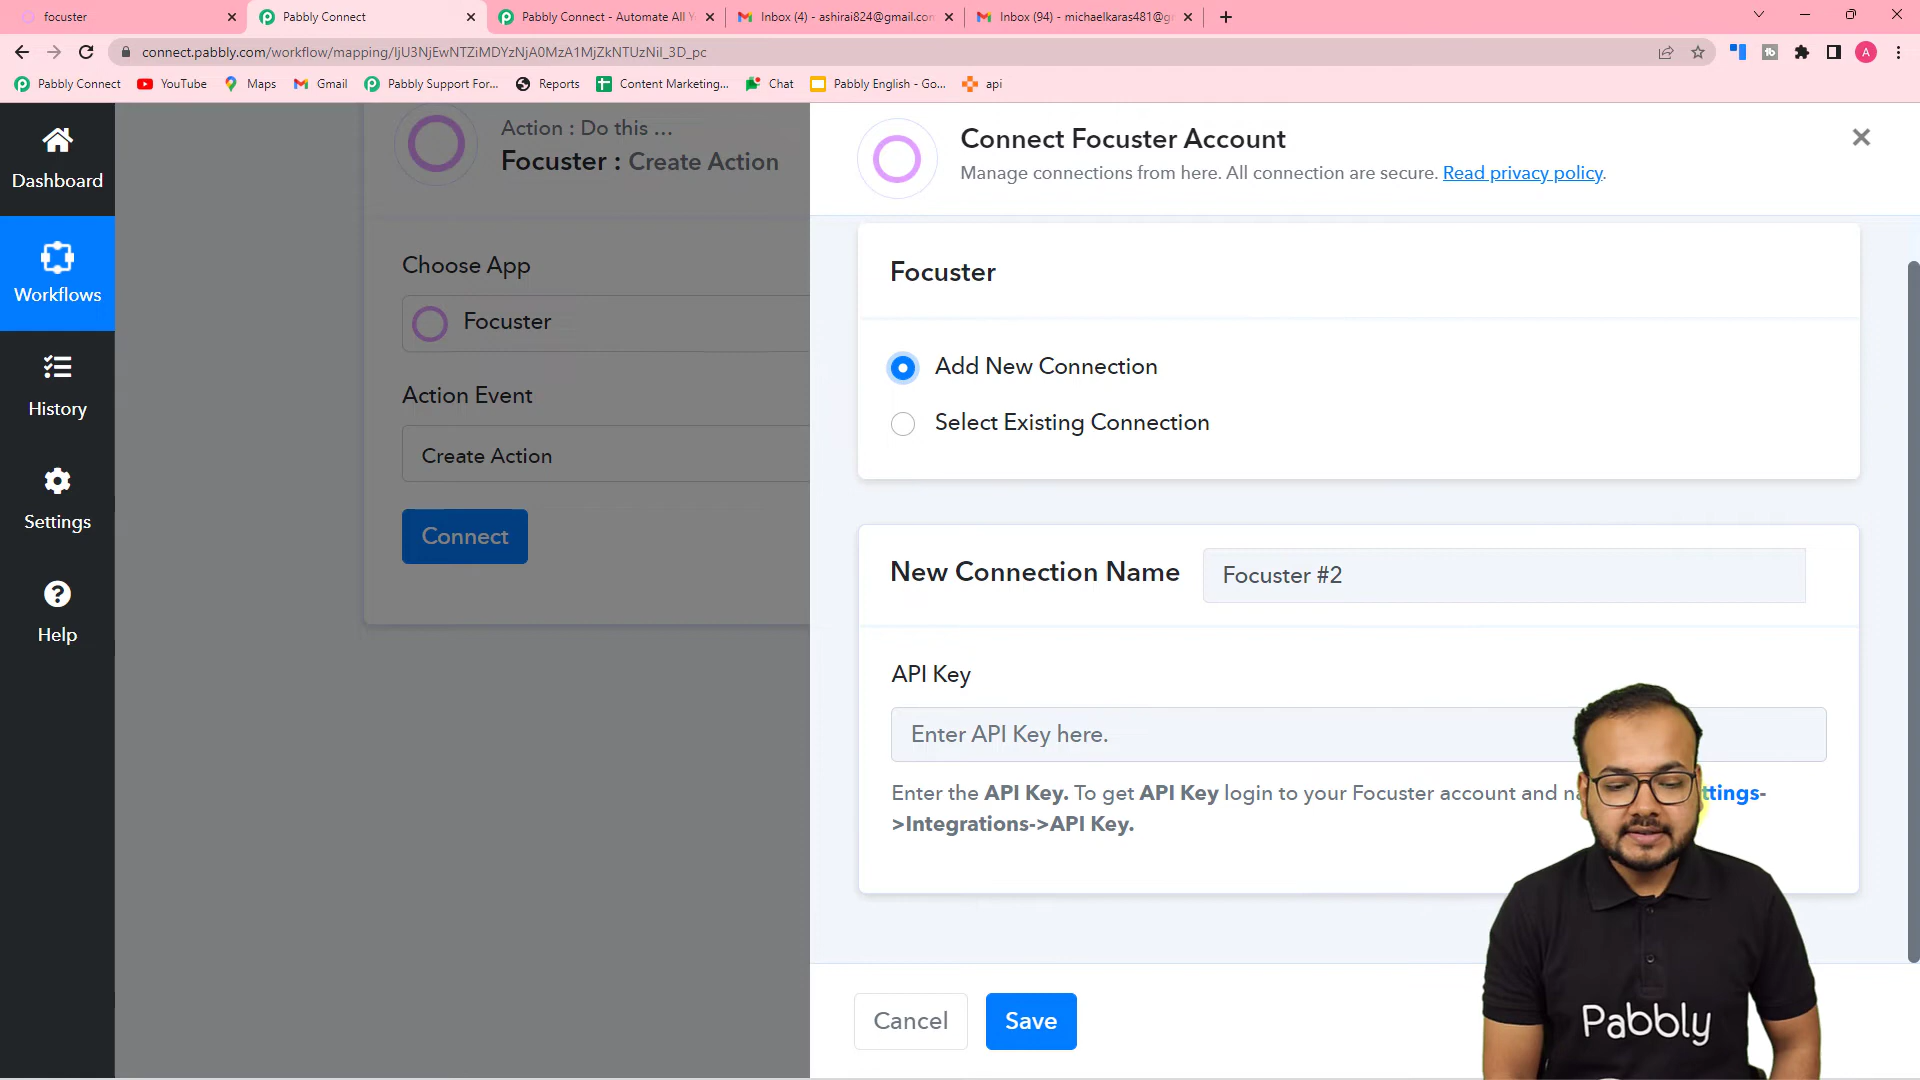 focuster
Pabbly Connect
Pabbly Connect - Automate All Y
Inbox (4) - ashirai824@gmail.com
Inbox (94) - michaelkaras481@g
connect.pabbly.com/workflow/mapping/IjU3NjEwNTZiMDYzNjA0MzA1MjZkNTUzNiI_3D_pc
A
Pabbly Connect
YouTube
Maps
Gmail
Pabbly Support For...
Reports
Content Marketing...
Chat
Pabbly English - Go...
api
Dashboard
Workflows
History
Settings
Help
Action : Do this ...
Focuster : Create Action
Choose App
Focuster
Action Event
Create Action
Connect
Connect Focuster Account
Manage connections from here. All connection are secure. Read privacy policy.
Focuster
Add New Connection
Select Existing Connection
New Connection Name
Focuster #2
API Key
Enter API Key here.
Enter the API Key. To get API Key login to your Focuster account and na ttings-
>Integrations->API Key.
Cancel
Save
Pabbly